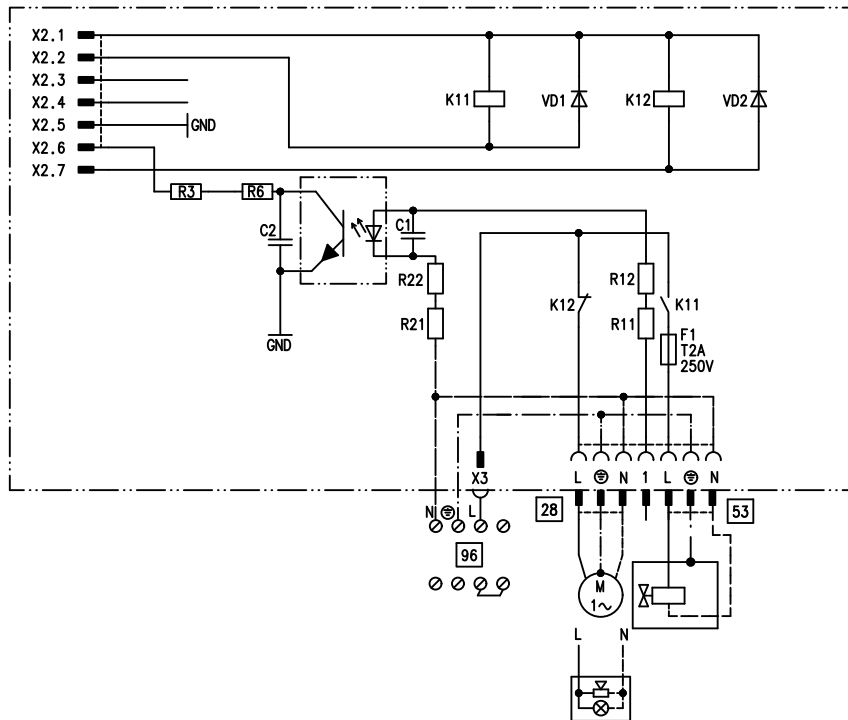 X2.1
X2.2
X2.3
X2.4
X2.5
X2.6
X2.7
GND
K11
VD1
K12
VD2
R3
R6
C2
C1
GND
R22
R21
K12
R12
R11
K11
F1
T2A
250V
X3
L
N
1
L
N
N
L
28
53
96
M
1~
L
N